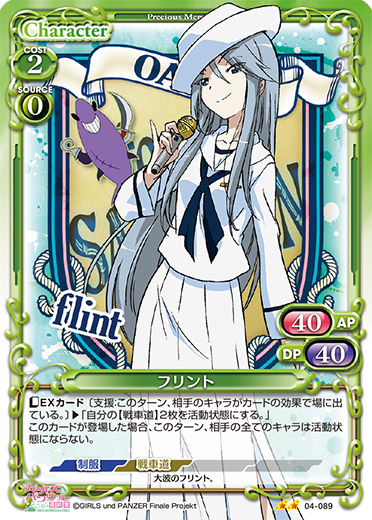 Precious Mem
Character
COST
2
SOURCE
0
OA
flint
40 AP
DP 40
フリント
EXカード〔支援:このターン、相手のキャラがカードの効果で場に出
ている。〕▶「自分の【戦車道】2枚を活動状態にする。」
このカードが登場した場合、このターン、相手の全てのキャラは活動状
態にならない。
制服
戦車道
大波のフリント。
04-089
©GIRLS und PANZER Finale Projekt